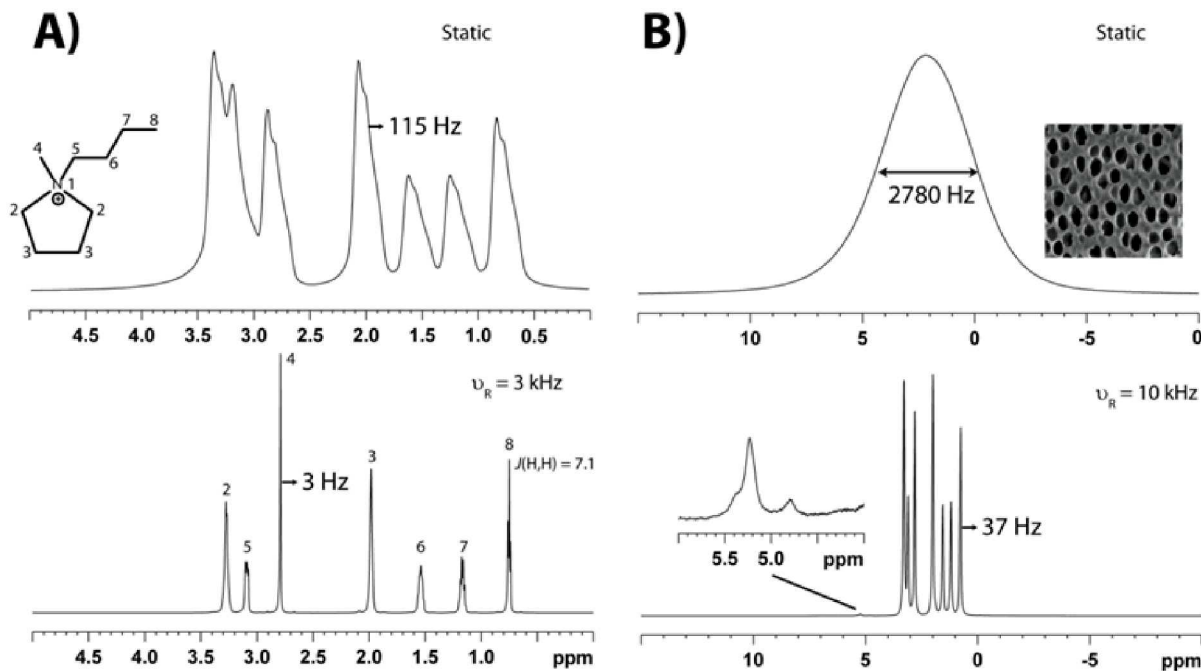 A)
Static
7
8
4
5
6
N
1
⊕
2
2
3
3
115 Hz
4.5 4.0 3.5 3.0 2.5 2.0 1.5 1.0 0.5
4
υR = 3 kHz
8
J(H,H) = 7.1
3
2
3 Hz
5
6
7
4.5 4.0 3.5 3.0 2.5 2.0 1.5 1.0 ppm
B)
Static
2780 Hz
10 5 0 -5 0
υR = 10 kHz
37 Hz
5.5 5.0 ppm
10 5 0 -5 ppm